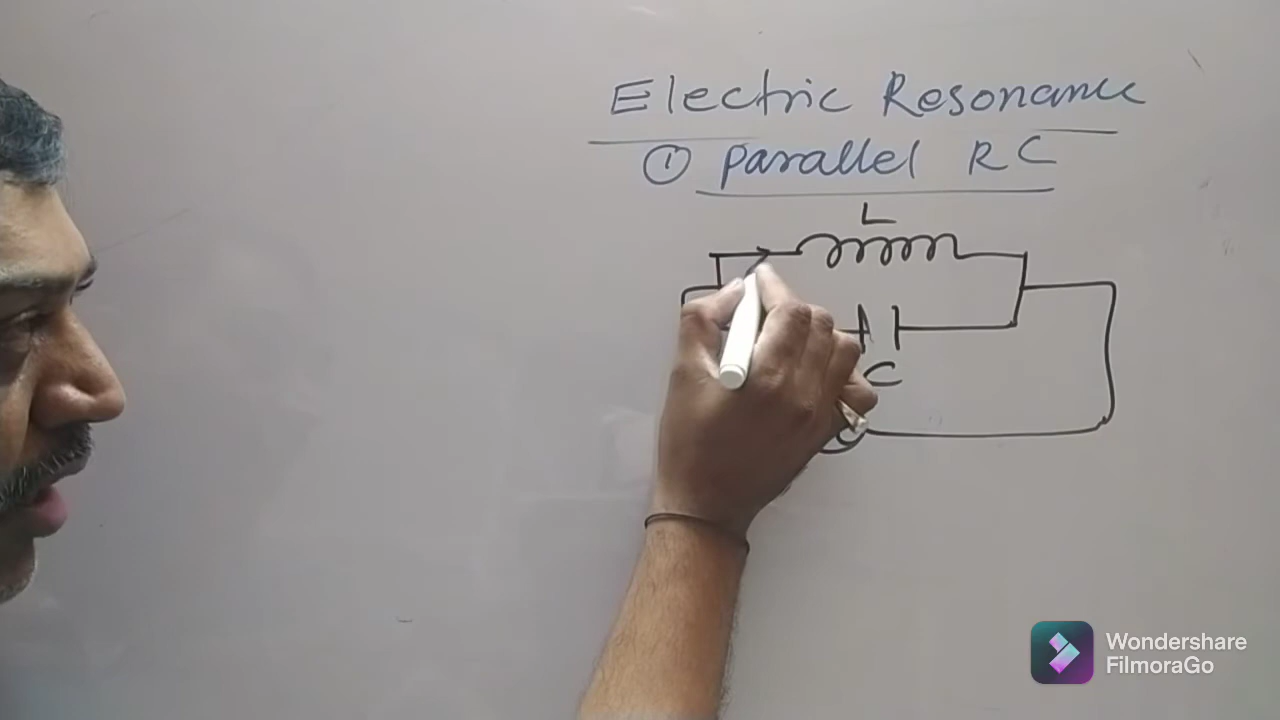 Electric Resonance
① parallel RC
L
C
Wondershare
FilmoraGo